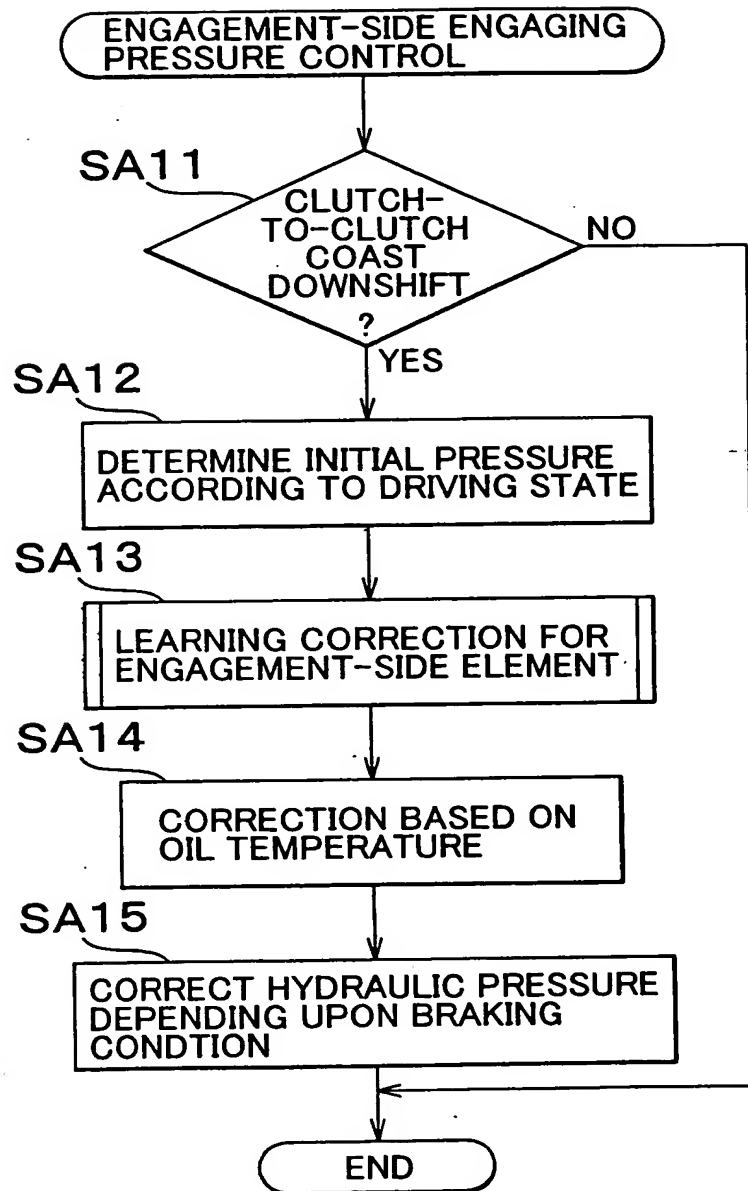 ENGAGEMENT-SIDE ENGAGING
PRESSURE CONTROL
SA11
CLUTCH-
TO-CLUTCH
COAST
DOWNSHIFT
?
NO
YES
SA12
DETERMINE INITIAL PRESSURE
ACCORDING TO DRIVING STATE
SA13
LEARNING CORRECTION FOR
ENGAGEMENT-SIDE ELEMENT
SA14
CORRECTION BASED ON
OIL TEMPERATURE
SA15
CORRECT HYDRAULIC PRESSURE
DEPENDING UPON BRAKING
CONDTION
END